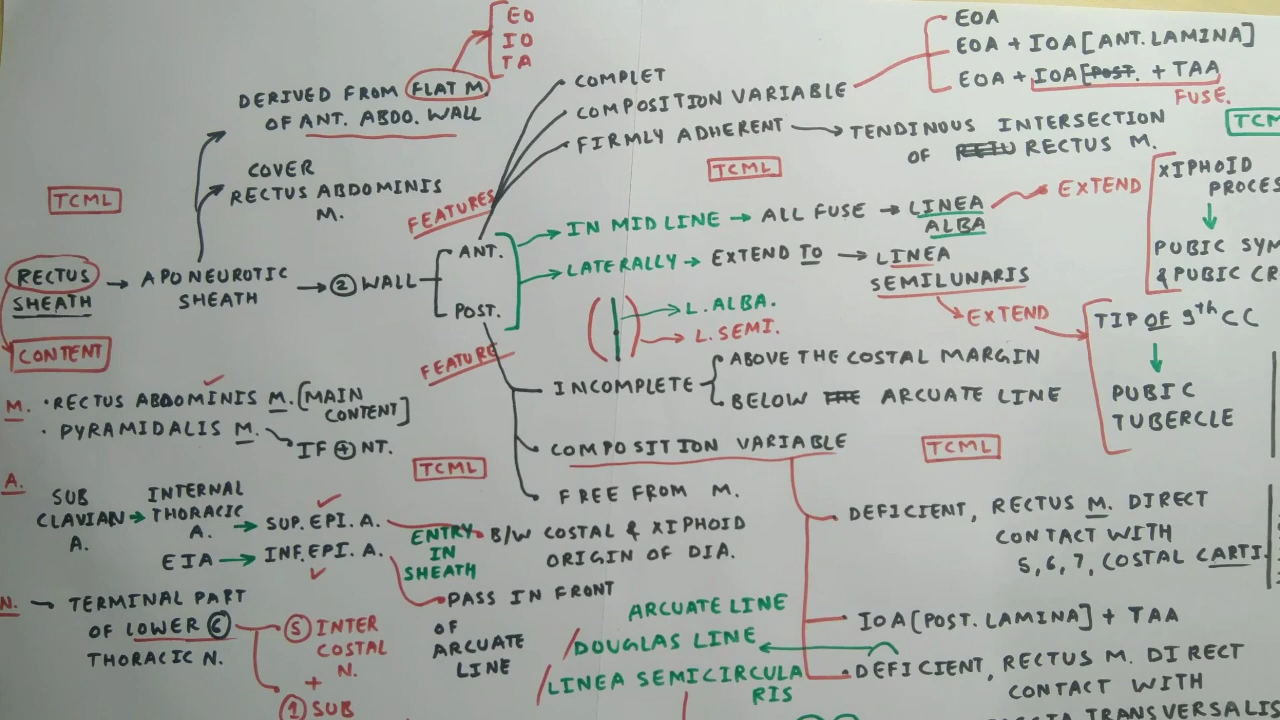 EO
IO
TA
DERIVED FROM FLAT M
OF ANT. ABDO. WALL
COVER
RECTUS ABDOMINIS
M.
TCML
RECTUS
SHEATH
APONEUROTIC
SHEATH
② WALL
ANT.
POST.
FEATURES
COMPLET
COMPOSITION VARIABLE
FIRMLY ADHERENT
EOA
EOA + IOA [ANT. LAMINA]
EOA + IOA [POST. + TAA
FUSE.
TENDINOUS INTERSECTION
OF RECTUS M.
TCML
TCM
IN MID LINE → ALL FUSE → LINEA
ALBA
EXTEND
XIPHOID
PROCES
↓
PUBIC SYM
& PUBIC CR
LATERALLY → EXTEND TO → LINEA
SEMILUNARIS
EXTEND
TIP OF 9th CC
↓
PUBIC
TUBERCLE
L. ALBA.
L. SEMI.
FEATURE
INCOMPLETE
ABOVE THE COSTAL MARGIN
BELOW ARCUATE LINE
COMPOSITION VARIABLE
FREE FROM M.
TCML
TCML
DEFICIENT, RECTUS M. DIRECT
CONTACT WITH
5, 6, 7, COSTAL CARTI.
IOA [POST. LAMINA] + TAA
DEFICIENT, RECTUS M. DIRECT
CONTACT WITH
TRANSVERSALIS
ARCUATE LINE
/DOUGLAS LINE
/LINEA SEMICIRCULA
RIS
CONTENT
M. • RECTUS ABDOMINIS M. [MAIN
CONTENT]
• PYRAMIDALIS M.
IF ⊕NT.
A.
SUB
CLAVIAN
A.
→ INTERNAL
THORACIC
A.
→ SUP. EPI. A.
EIA → INF. EPI. A.
ENTRY
IN
SHEATH
B/W COSTAL & XIPHOID
ORIGIN OF DIA.
PASS IN FRONT
OF
ARCUATE
LINE
N. → TERMINAL PART
OF LOWER ⑥
THORACIC N.
⑤ INTER
COSTAL
N.
+
① SUB